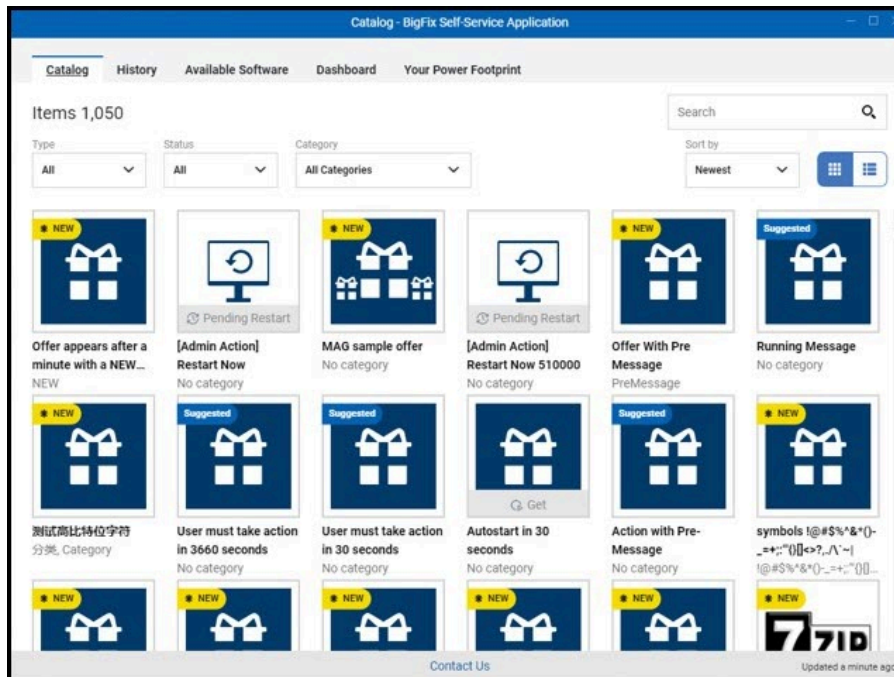 Catalog - BigFix Self-Service Application
Catalog History Available Software Dashboard Your Power Footprint
Items 1,050
Search
Type Status Category Sort by
All All All Categories Newest
NEW NEW NEW Suggested
Pending Restart Pending Restart
Offer appears after a [Admin Action] MAG sample offer [Admin Action] Offer With Pre Running Message
minute with a NEW... Restart Now No category Restart Now 510000 Message No category
NEW No category No category PreMessage
NEW Suggested Suggested Suggested NEW
Get
测试高比特位字符 User must take action User must take action Autostart in 30 Action with Pre- symbols !@#$%^&*()-
分类, Category in 3660 seconds in 30 seconds seconds Message _=+;:'"{}[]<>?,./\`~|
No category No category No category No category !@#$%^&*()-_=+;:'"{}[]...
NEW NEW NEW NEW NEW NEW
7ZIP
Contact Us Updated a minute ago